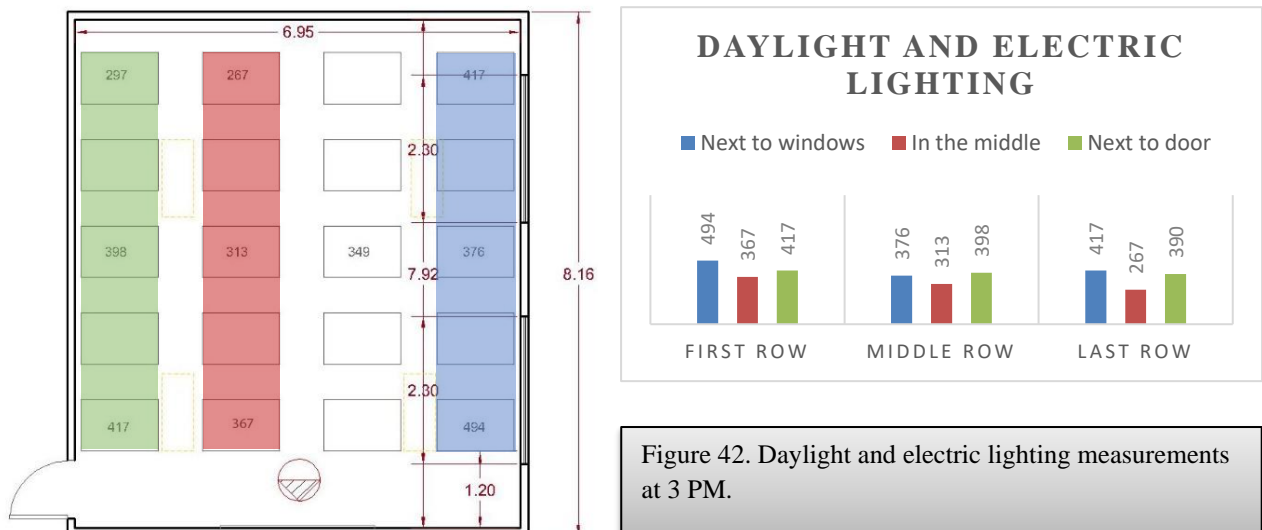 6.95
297
267
417
2.30
398
313
349
376
7.92
8.16
2.30
417
367
494
1.20
DAYLIGHT AND ELECTRIC
LIGHTING
Next to windows In the middle Next to door
494 367 417 376 313 398 417 267 390
FIRST ROW MIDDLE ROW LAST ROW
Figure 42. Daylight and electric lighting measurements
at 3 PM.